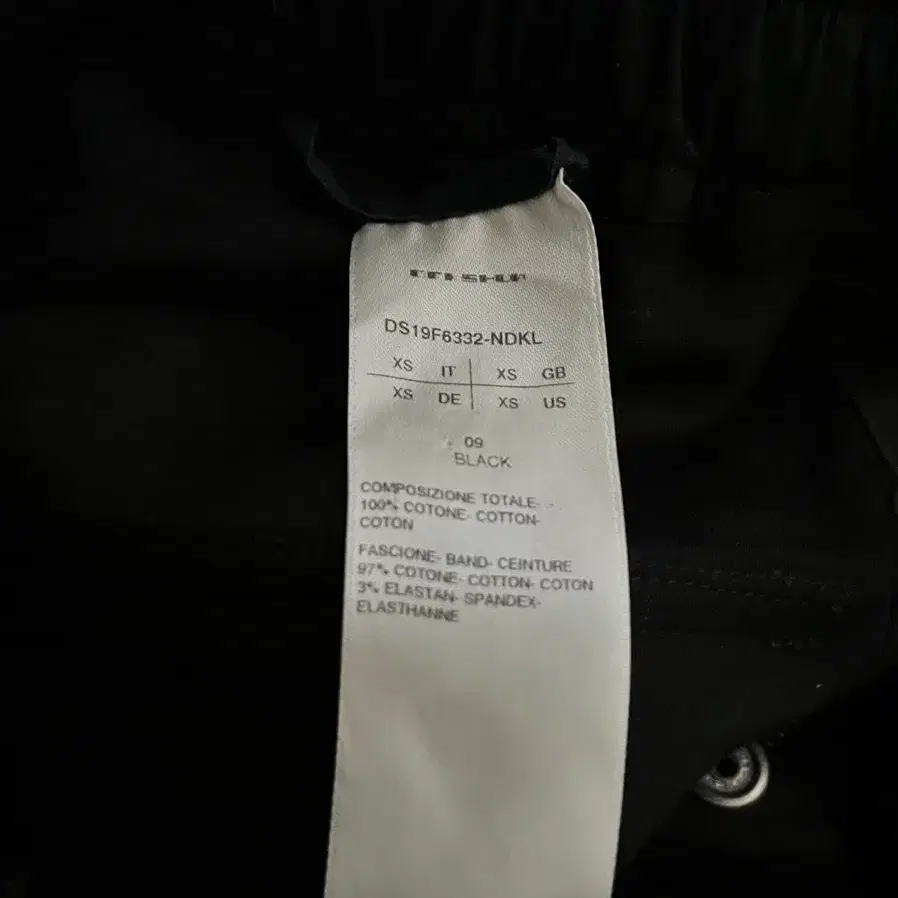 DRKSHDW
DS19F6332-NDKL
XS IT XS GB
XS DE XS US
09
BLACK
COMPOSIZIONE TOTALE-
100% COTONE- COTTON-
COTON
FASCIONE- BAND- CEINTURE
97% COTONE- COTTON- COTON
3% ELASTAN- SPANDEX-
ELASTHANNE